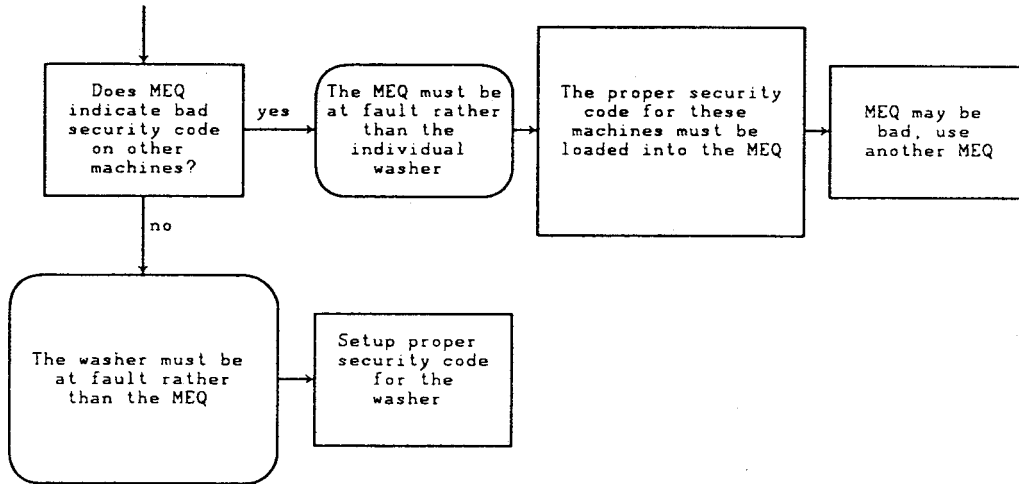 Does MEQ
indicate bad
security code
on other
machines?
yes
The MEQ must be
at fault rather
than the
individual
washer
The proper security
code for these
machines must be
loaded into the MEQ
MEQ may be
bad, use
another MEQ
no
The washer must be
at fault rather
than the MEQ
Setup proper
security code
for the
washer